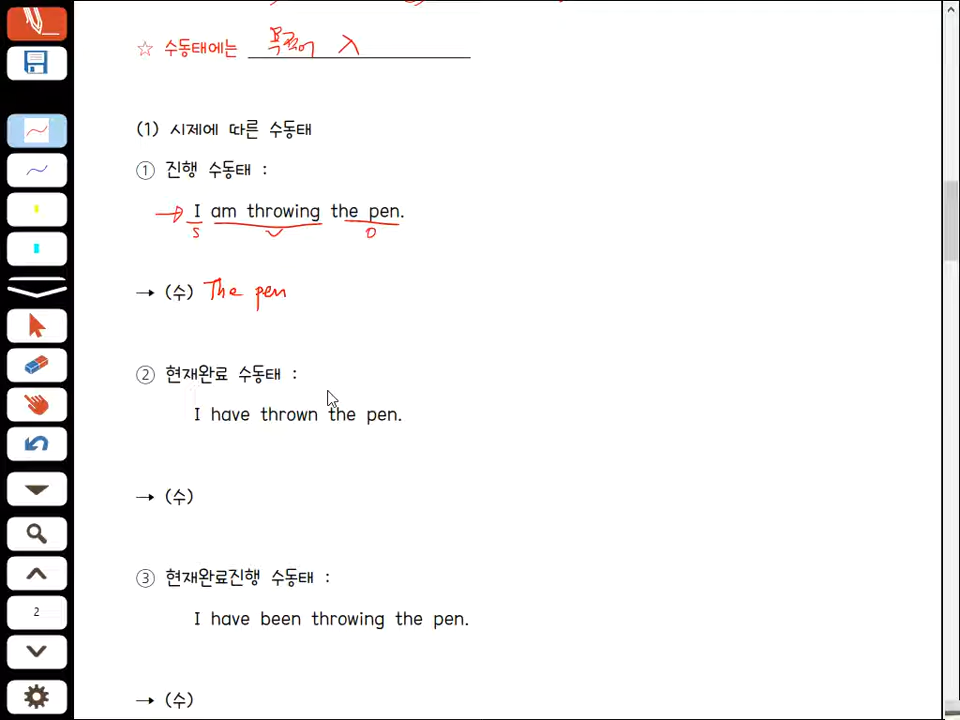 ☆ 수동태에는 목적어 X
(1) 시제에 따른 수동태
① 진행 수동태 :
→ I am throwing the pen.
S V O
→ (수) The pen
② 현재완료 수동태 :
I have thrown the pen.
→ (수)
③ 현재완료진행 수동태 :
I have been throwing the pen.
2
→ (수)